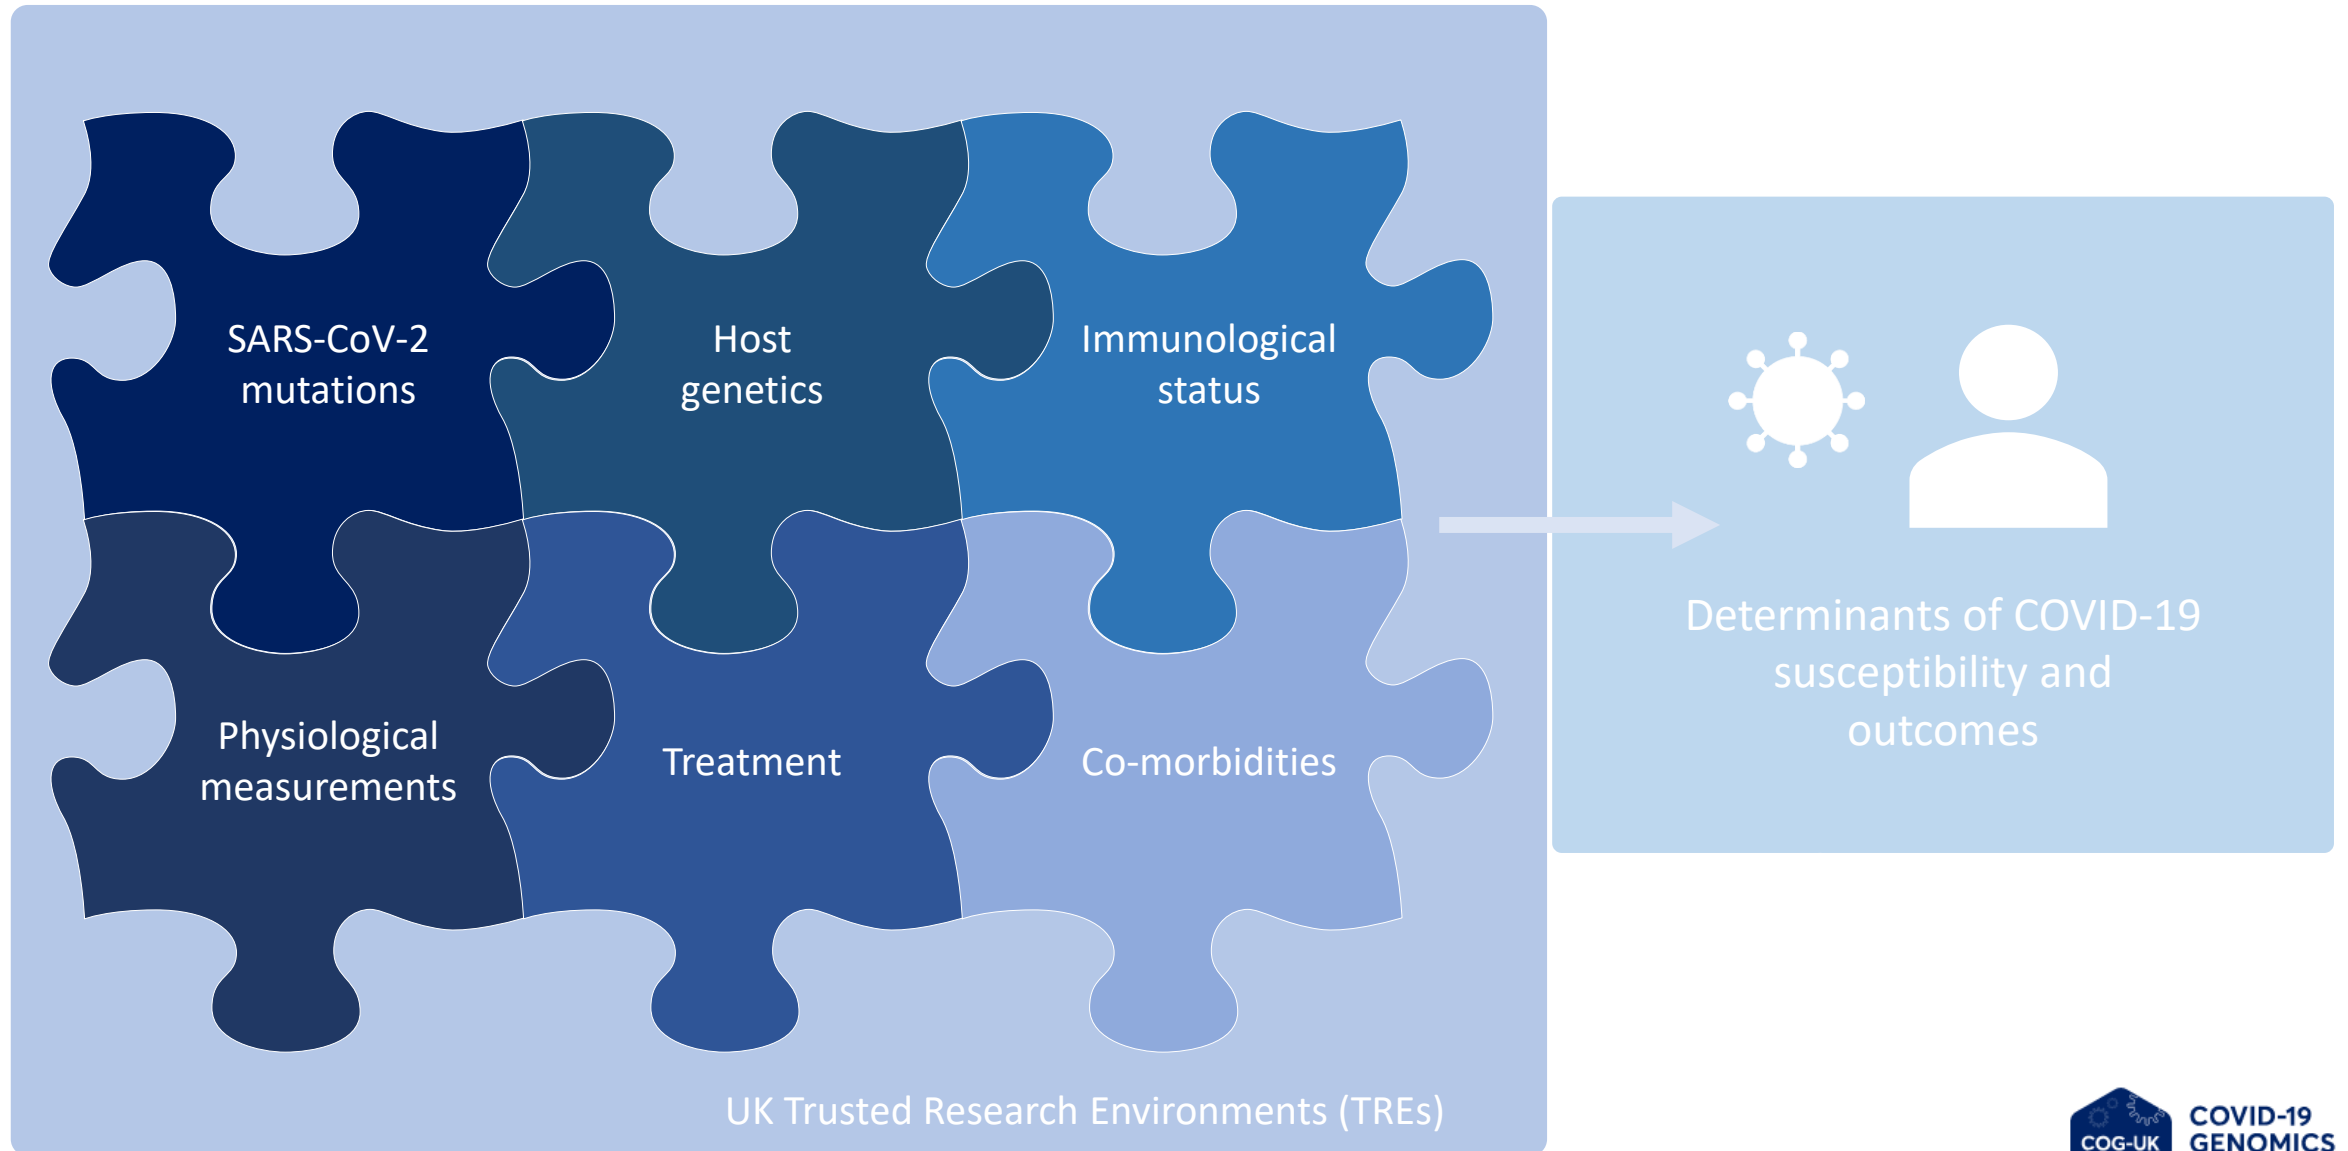 SARS-CoV-2
mutations
Host
genetics
Immunological
status
Physiological
measurements
Treatment
Co-morbidities
UK Trusted Research Environments (TREs)
Determinants of COVID-19
susceptibility and
outcomes
COG-UK
COVID-19
GENOMICS